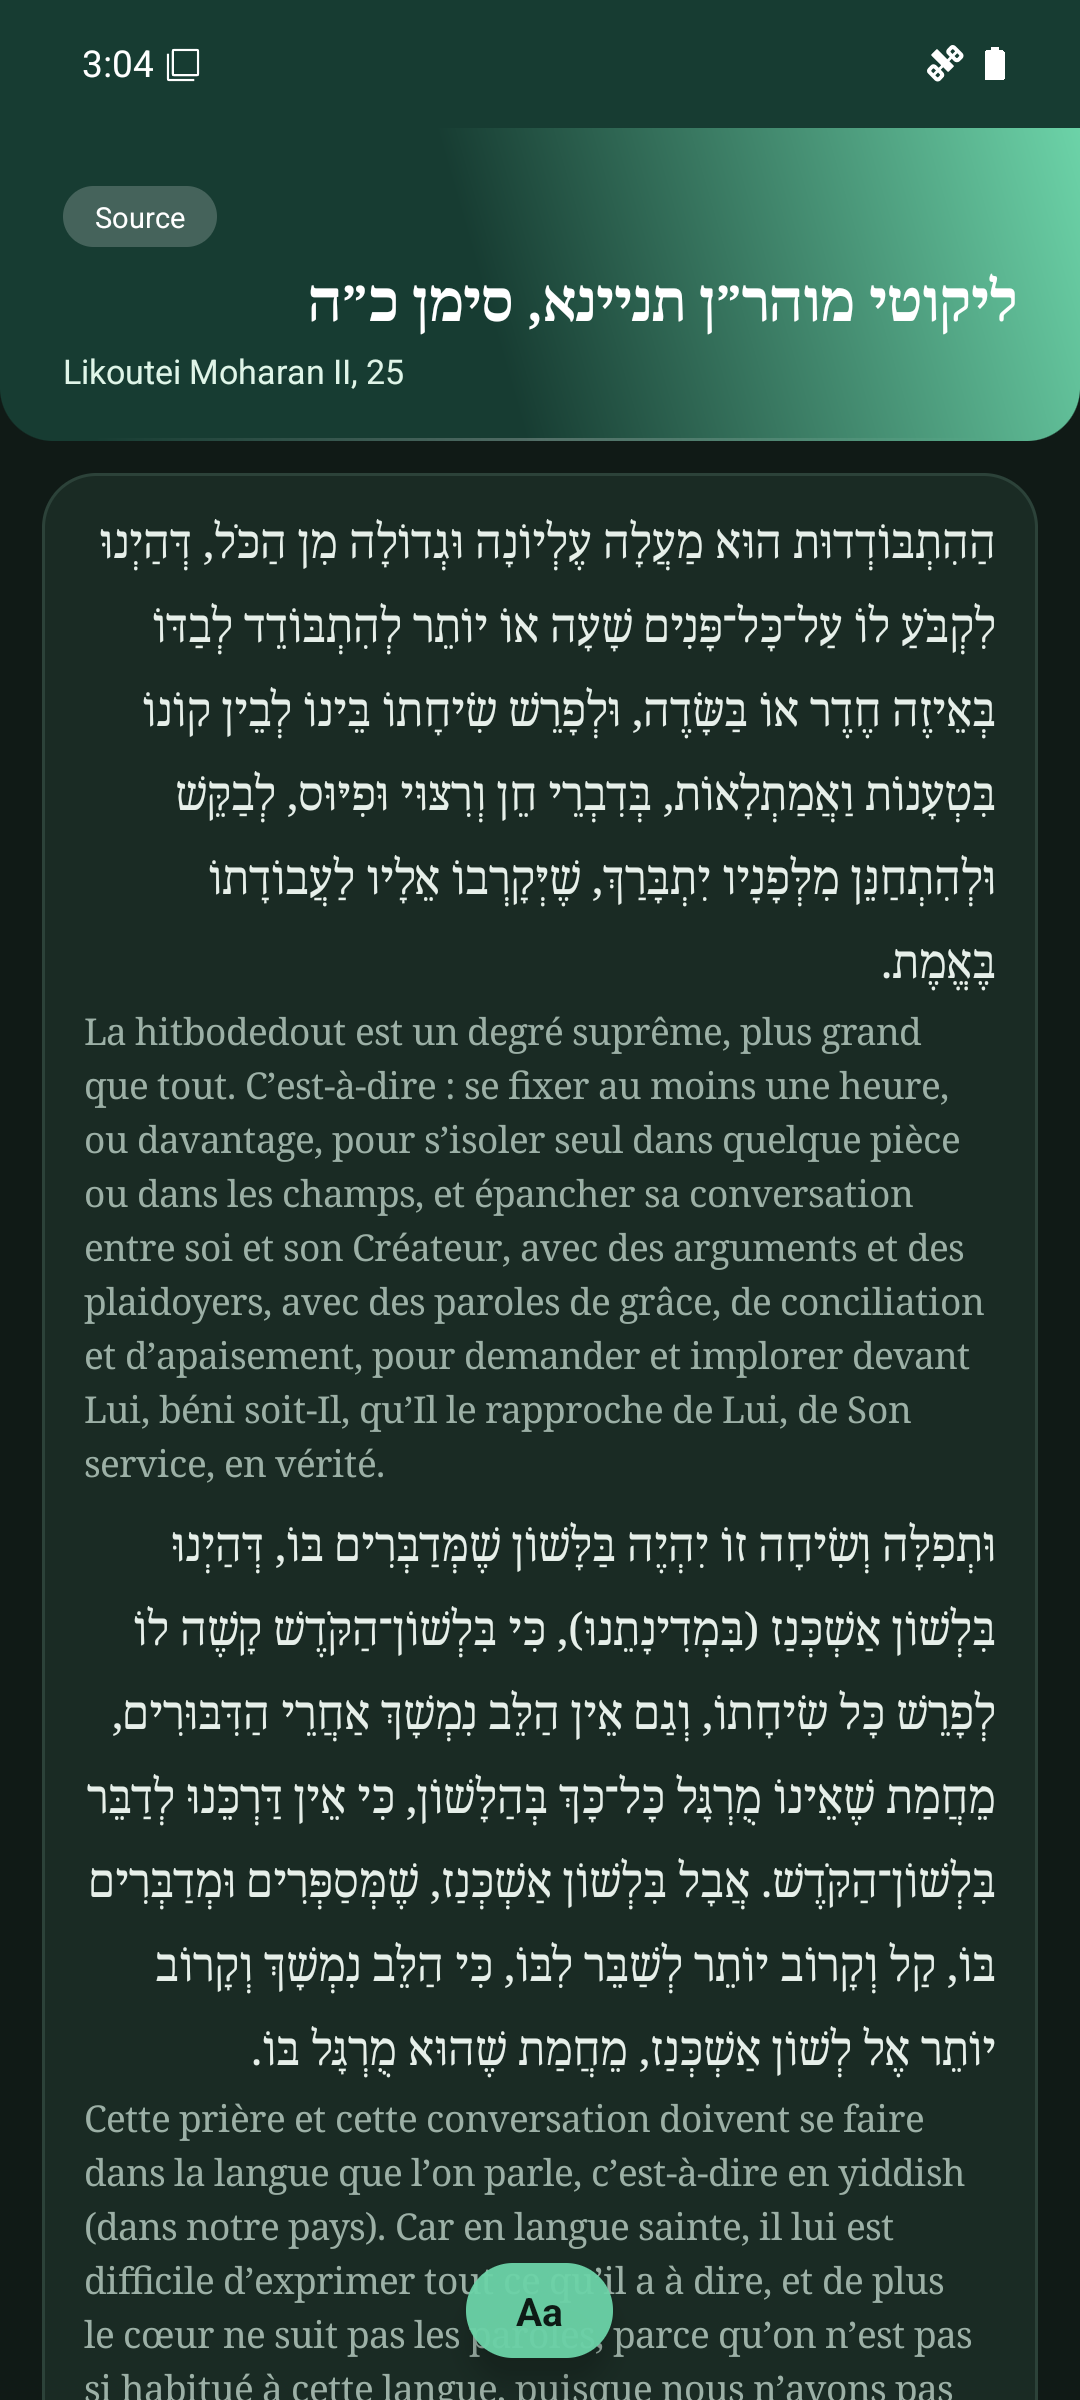 3:04
Source
ליקוטי מוהר״ן תניינא, סימן כ״ה
Likoutei Moharan II, 25
הַהִתְבּוֹדְדוּת הוּא מַעֲלָה עֶלְיוֹנָה וּגְדוֹלָה מִן הַכֹּל, דְּהַיְנוּ
לִקְבֹּעַ לוֹ עַל־כָּל־פָּנִים שָׁעָה אוֹ יוֹתֵר לְהִתְבּוֹדֵד לְבַדּוֹ
בְּאֵיזֶה חֶדֶר אוֹ בַּשָּׂדֶה, וּלְפָרֵשׁ שִׂיחָתוֹ בֵּינוֹ לְבֵין קוֹנוֹ
בִּטְעָנוֹת וַאֲמַתְלָאוֹת, בְּדִבְרֵי חֵן וְרִצּוּי וּפִיּוּס, לְבַקֵּשׁ
וּלְהִתְחַנֵּן מִלְּפָנָיו יִתְבָּרַךְ, שֶׁיְּקָרְבוֹ אֵלָיו לַעֲבוֹדָתוֹ
בֶּאֱמֶת.
La hitbodedout est un degré suprême, plus grand
que tout. C’est-à-dire : se fixer au moins une heure,
ou davantage, pour s’isoler seul dans quelque pièce
ou dans les champs, et épancher sa conversation
entre soi et son Créateur, avec des arguments et des
plaidoyers, avec des paroles de grâce, de conciliation
et d’apaisement, pour demander et implorer devant
Lui, béni soit-Il, qu’Il le rapproche de Lui, de Son
service, en vérité.
וּתְפִלָּה וְשִׂיחָה זוֹ יִהְיֶה בַּלָּשׁוֹן שֶׁמְּדַבְּרִים בּוֹ, דְּהַיְנוּ
בִּלְשׁוֹן אַשְׁכְּנַז (בִּמְדִינָתֵנוּ), כִּי בִּלְשׁוֹן־הַקֹּדֶשׁ קָשֶׁה לוֹ
לְפָרֵשׁ כָּל שִׂיחָתוֹ, וְגַם אֵין הַלֵּב נִמְשָׁךְ אַחֲרֵי הַדִּבּוּרִים,
מֵחֲמַת שֶׁאֵינוֹ מֻרְגָּל כָּל־כָּךְ בְּהַלָּשׁוֹן, כִּי אֵין דַּרְכֵּנוּ לְדַבֵּר
בִּלְשׁוֹן־הַקֹּדֶשׁ. אֲבָל בִּלְשׁוֹן אַשְׁכְּנַז, שֶׁמְּסַפְּרִים וּמְדַבְּרִים
בּוֹ, קַל וְקָרוֹב יוֹתֵר לְשַׁבֵּר לִבּוֹ, כִּי הַלֵּב נִמְשָׁךְ וְקָרוֹב
יוֹתֵר אֶל לְשׁוֹן אַשְׁכְּנַז, מֵחֲמַת שֶׁהוּא מֻרְגָּל בּוֹ.
Cette prière et cette conversation doivent se faire
dans la langue que l’on parle, c’est-à-dire en yiddish
(dans notre pays). Car en langue sainte, il lui est
difficile d’exprimer tout ce qu’il a à dire, et de plus
le cœur ne suit pas les paroles, parce qu’on n’est pas
si habitué à cette langue, puisque nous n’avons pas
Aa